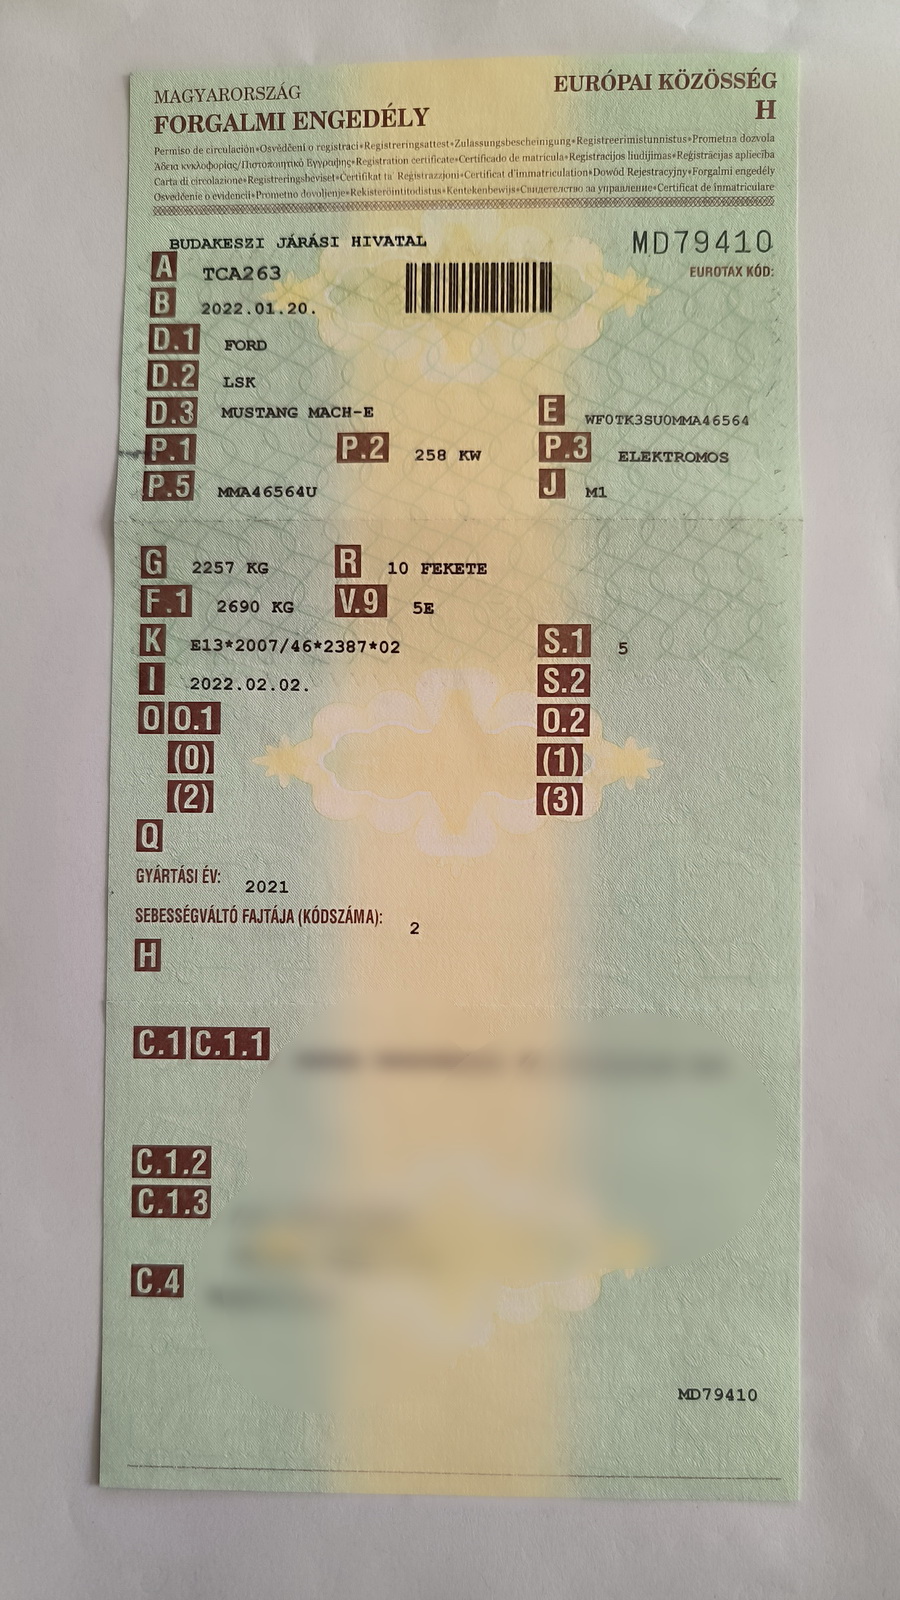 MAGYARORSZÁG EURÓPAI KÖZÖSSÉG
FORGALMI ENGEDÉLY H
Permiso de circulación•Osvědčení o registraci•Registreringsattest•Zulassungsbescheinigung•Registreerimistunnistus•Prometna dozvola
Άδεια κυκλοφορίας/Πιστοποιητικό Εγγραφής•Registration certificate•Certificado de matrícula•Registracijos liudijimas•Reģistrācijas apliecība
Carta di circolazione•Registreringsbeviset•Ċertifikat ta' Reġistrazzjoni•Certificat d'immatriculation•Dowód Rejestracyjny•Forgalmi engedély
Osvedčenie o evidencii•Prometno dovoljenje•Rekisteröintitodistus•Kentekenbewijs•Свидетелство за управление•Certificat de înmatriculare
BUDAKESZI JÁRÁSI HIVATAL MD79410
A TCA263 EUROTAX KÓD:
B 2022.01.20.
D.1 FORD
D.2 LSK
D.3 MUSTANG MACH-E E WF0TK3SU0MMA46564
P.1 P.2 258 KW P.3 ELEKTROMOS
P.5 MMA46564U J M1
G 2257 KG R 10 FEKETE
F.1 2690 KG V.9 5E
K E13*2007/46*2387*02 S.1 5
I 2022.02.02. S.2
O O.1 O.2
(0) (1)
(2) (3)
Q
GYÁRTÁSI ÉV: 2021
SEBESSÉGVÁLTÓ FAJTÁJA (KÓDSZÁMA): 2
H
C.1 C.1.1
C.1.2
C.1.3
C.4
MD79410